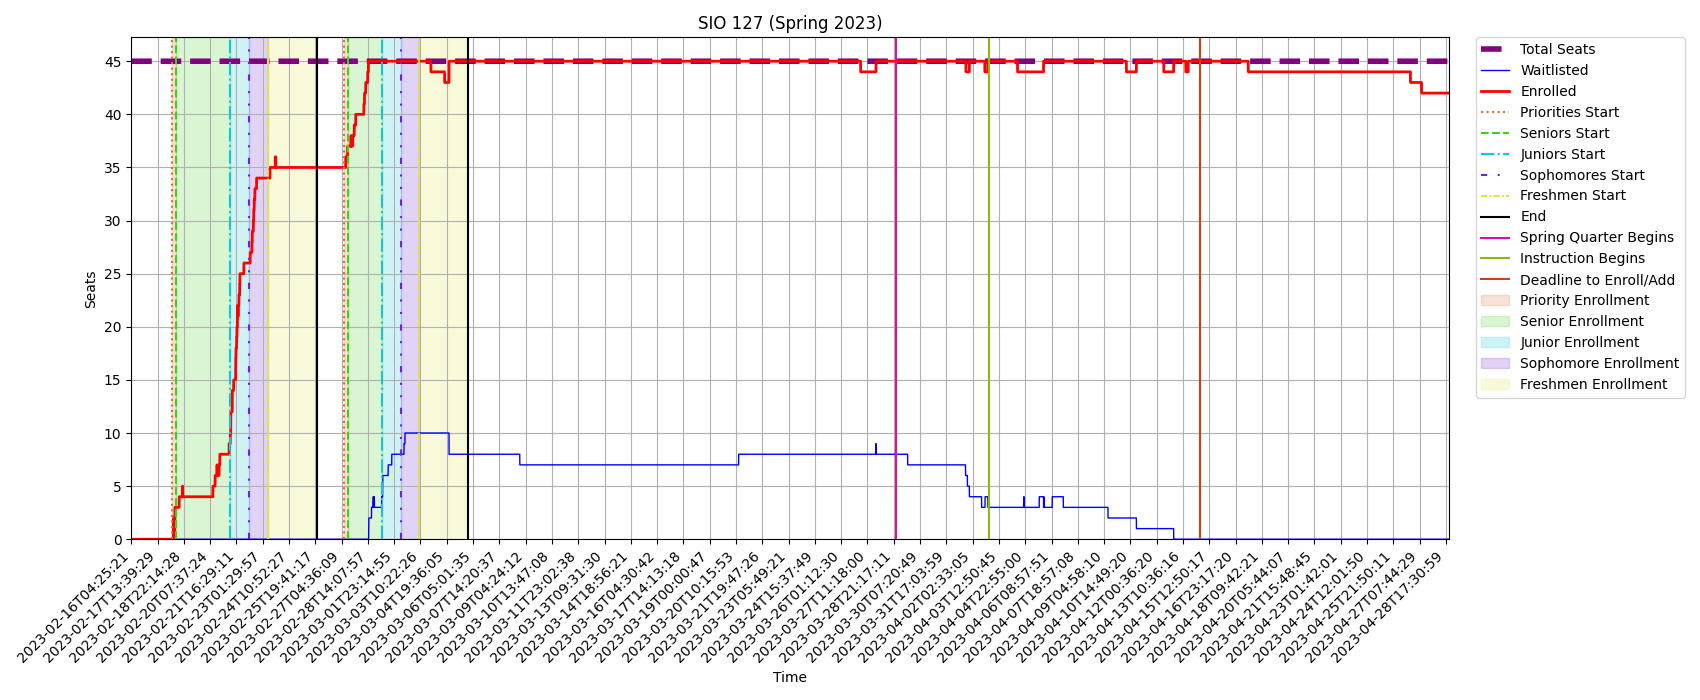 SIO 127 (Spring 2023)
Seats
45
40
35
30
25
20
15
10
5
0
2023-02-16T04:25:21
2023-02-17T13:39:29
2023-02-18T22:14:28
2023-02-20T07:37:24
2023-02-21T16:29:11
2023-02-23T01:29:57
2023-02-24T10:52:27
2023-02-25T19:41:17
2023-02-27T04:36:09
2023-02-28T14:07:57
2023-03-01T23:14:55
2023-03-03T10:22:26
2023-03-04T19:36:05
2023-03-06T05:01:35
2023-03-07T14:20:37
2023-03-09T04:24:12
2023-03-10T13:47:08
2023-03-11T23:02:38
2023-03-13T09:31:30
2023-03-14T18:56:21
2023-03-16T04:30:42
2023-03-17T14:13:18
2023-03-19T00:00:47
2023-03-20T10:15:53
2023-03-21T19:47:26
2023-03-23T05:49:21
2023-03-24T15:37:49
2023-03-26T01:12:30
2023-03-27T11:18:00
2023-03-28T21:17:11
2023-03-30T07:20:49
2023-03-31T17:03:59
2023-04-02T02:33:05
2023-04-03T12:50:45
2023-04-04T22:55:00
2023-04-06T08:57:51
2023-04-07T18:57:08
2023-04-09T04:58:10
2023-04-10T14:49:20
2023-04-12T00:36:20
2023-04-13T10:36:16
2023-04-15T12:50:17
2023-04-16T23:17:20
2023-04-18T09:42:21
2023-04-20T05:44:07
2023-04-21T15:48:45
2023-04-23T01:42:01
2023-04-24T12:01:50
2023-04-25T21:50:11
2023-04-27T07:44:29
2023-04-28T17:30:59
Time
Total Seats
Waitlisted
Enrolled
Priorities Start
Seniors Start
Juniors Start
Sophomores Start
Freshmen Start
End
Spring Quarter Begins
Instruction Begins
Deadline to Enroll/Add
Priority Enrollment
Senior Enrollment
Junior Enrollment
Sophomore Enrollment
Freshmen Enrollment